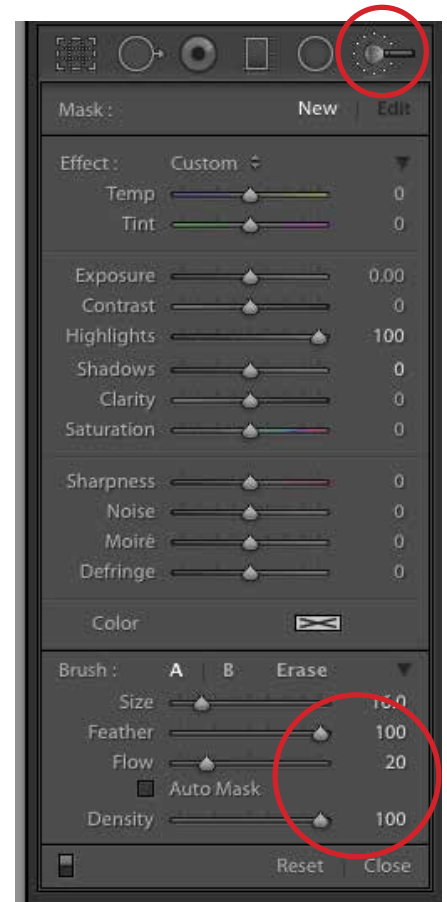 Mask : New Edit
Effect : Custom
Temp 0
Tint 0
Exposure 0.00
Contrast 0
Highlights 100
Shadows 0
Clarity 0
Saturation 0
Sharpness 0
Noise 0
Moiré 0
Defringe 0
Color
Brush : A B Erase
Size 16.0
Feather 100
Flow 20
Auto Mask
Density 100
Reset Close